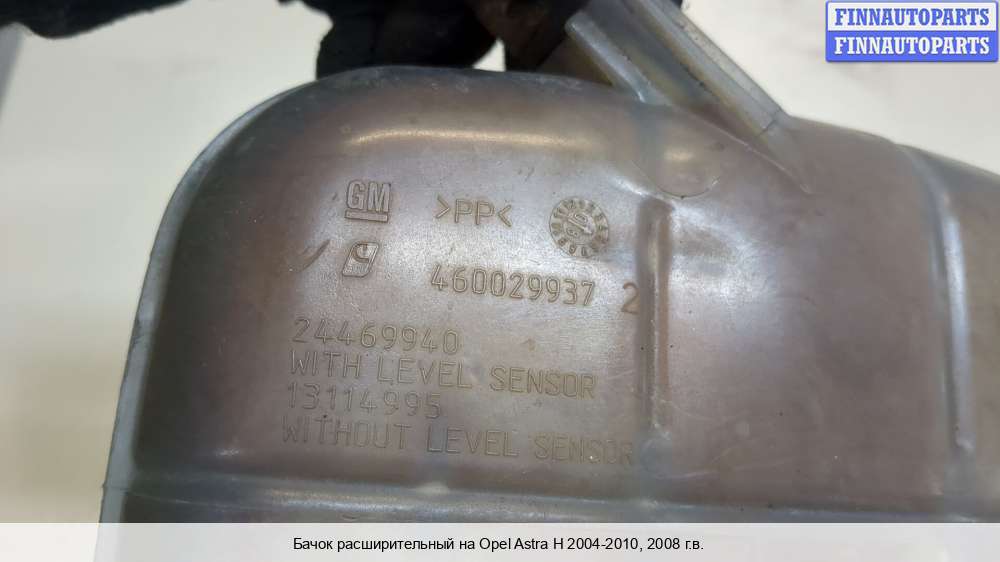 FINNAUTOPARTS
FINNAUTOPARTS
GM >PP<
460029937 2
24469940
WITH LEVEL SENSOR
13114995
WITHOUT LEVEL SENSOR
Бачок расширительный на Opel Astra H 2004-2010, 2008 г.в.